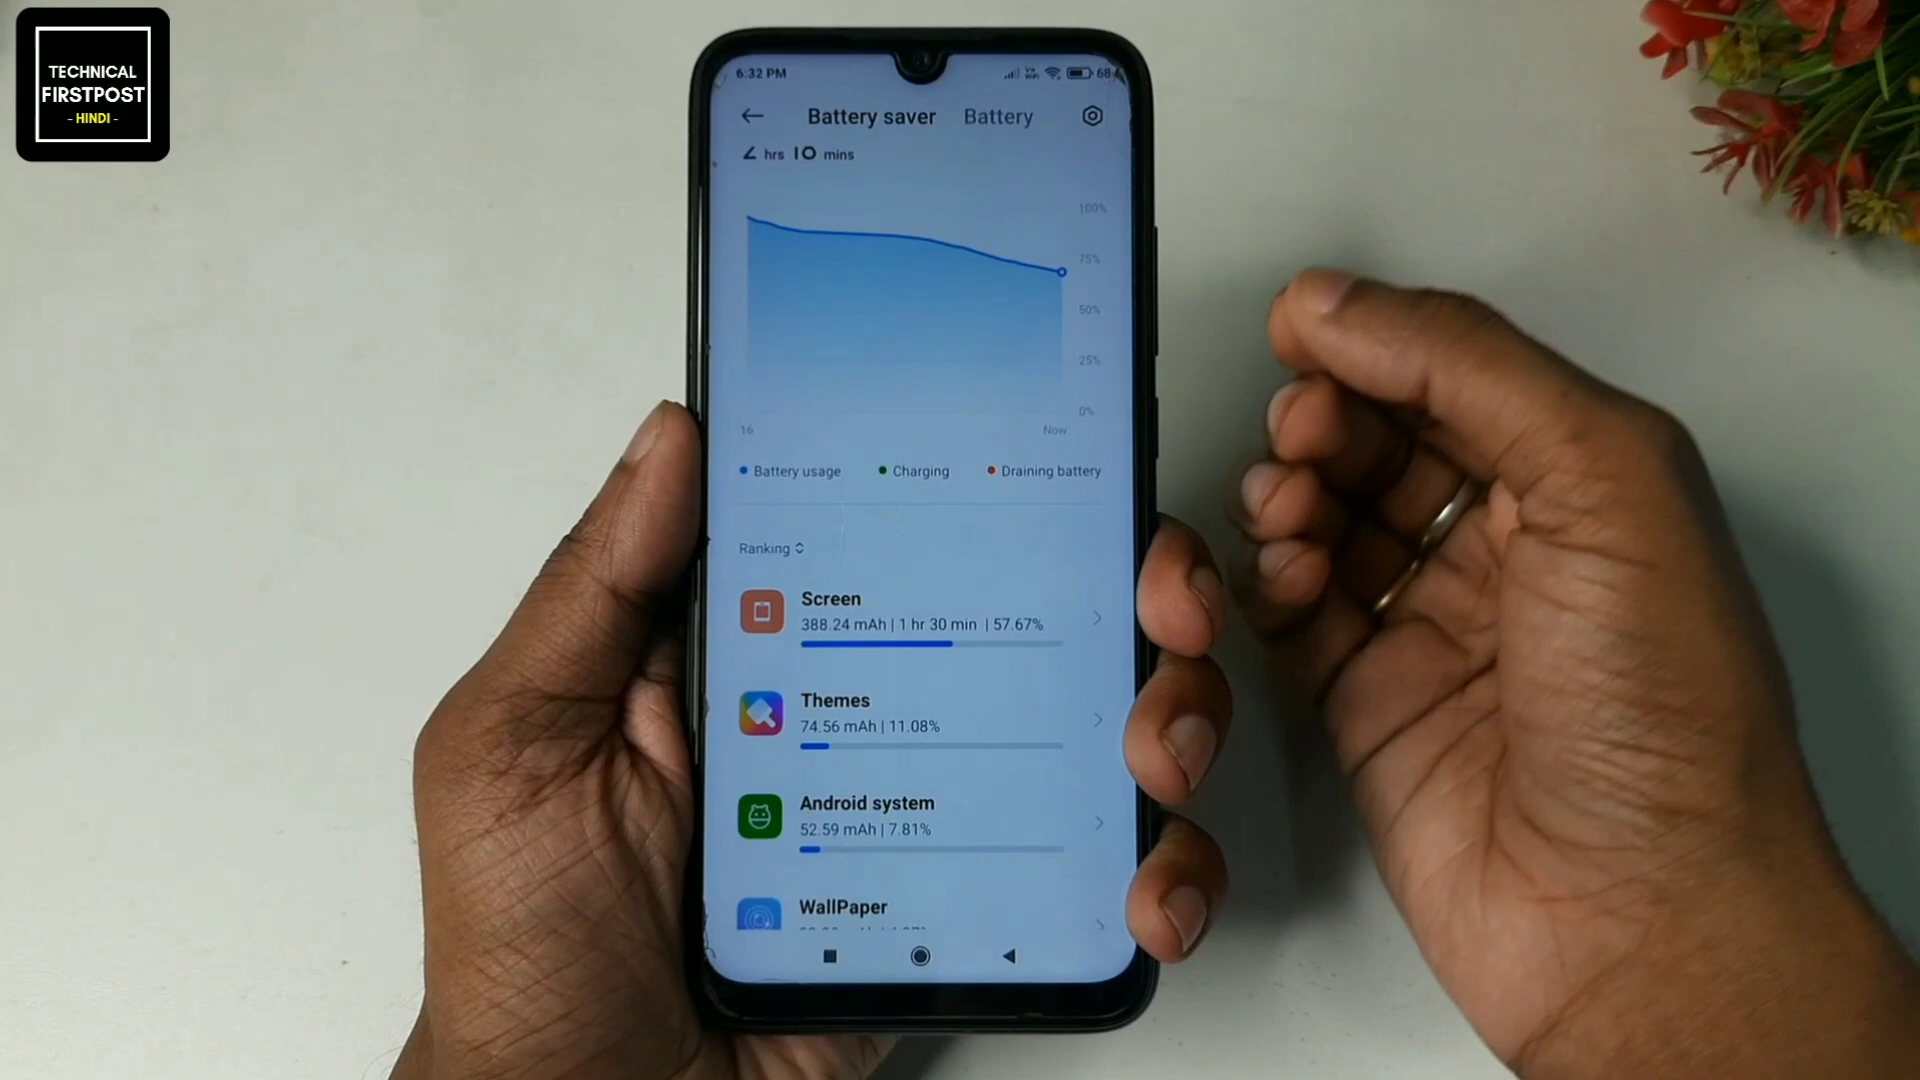 TECHNICAL
FIRSTPOST
- HINDI -
6:32 PM
68
Battery saver Battery
hrs 10 mins
100%
75%
50%
25%
0%
16 Now
Battery usage Charging Draining battery
Ranking
Screen
388.24 mAh | 1 hr 30 min | 57.67%
Themes
74.56 mAh | 11.08%
Android system
52.59 mAh | 7.81%
WallPaper